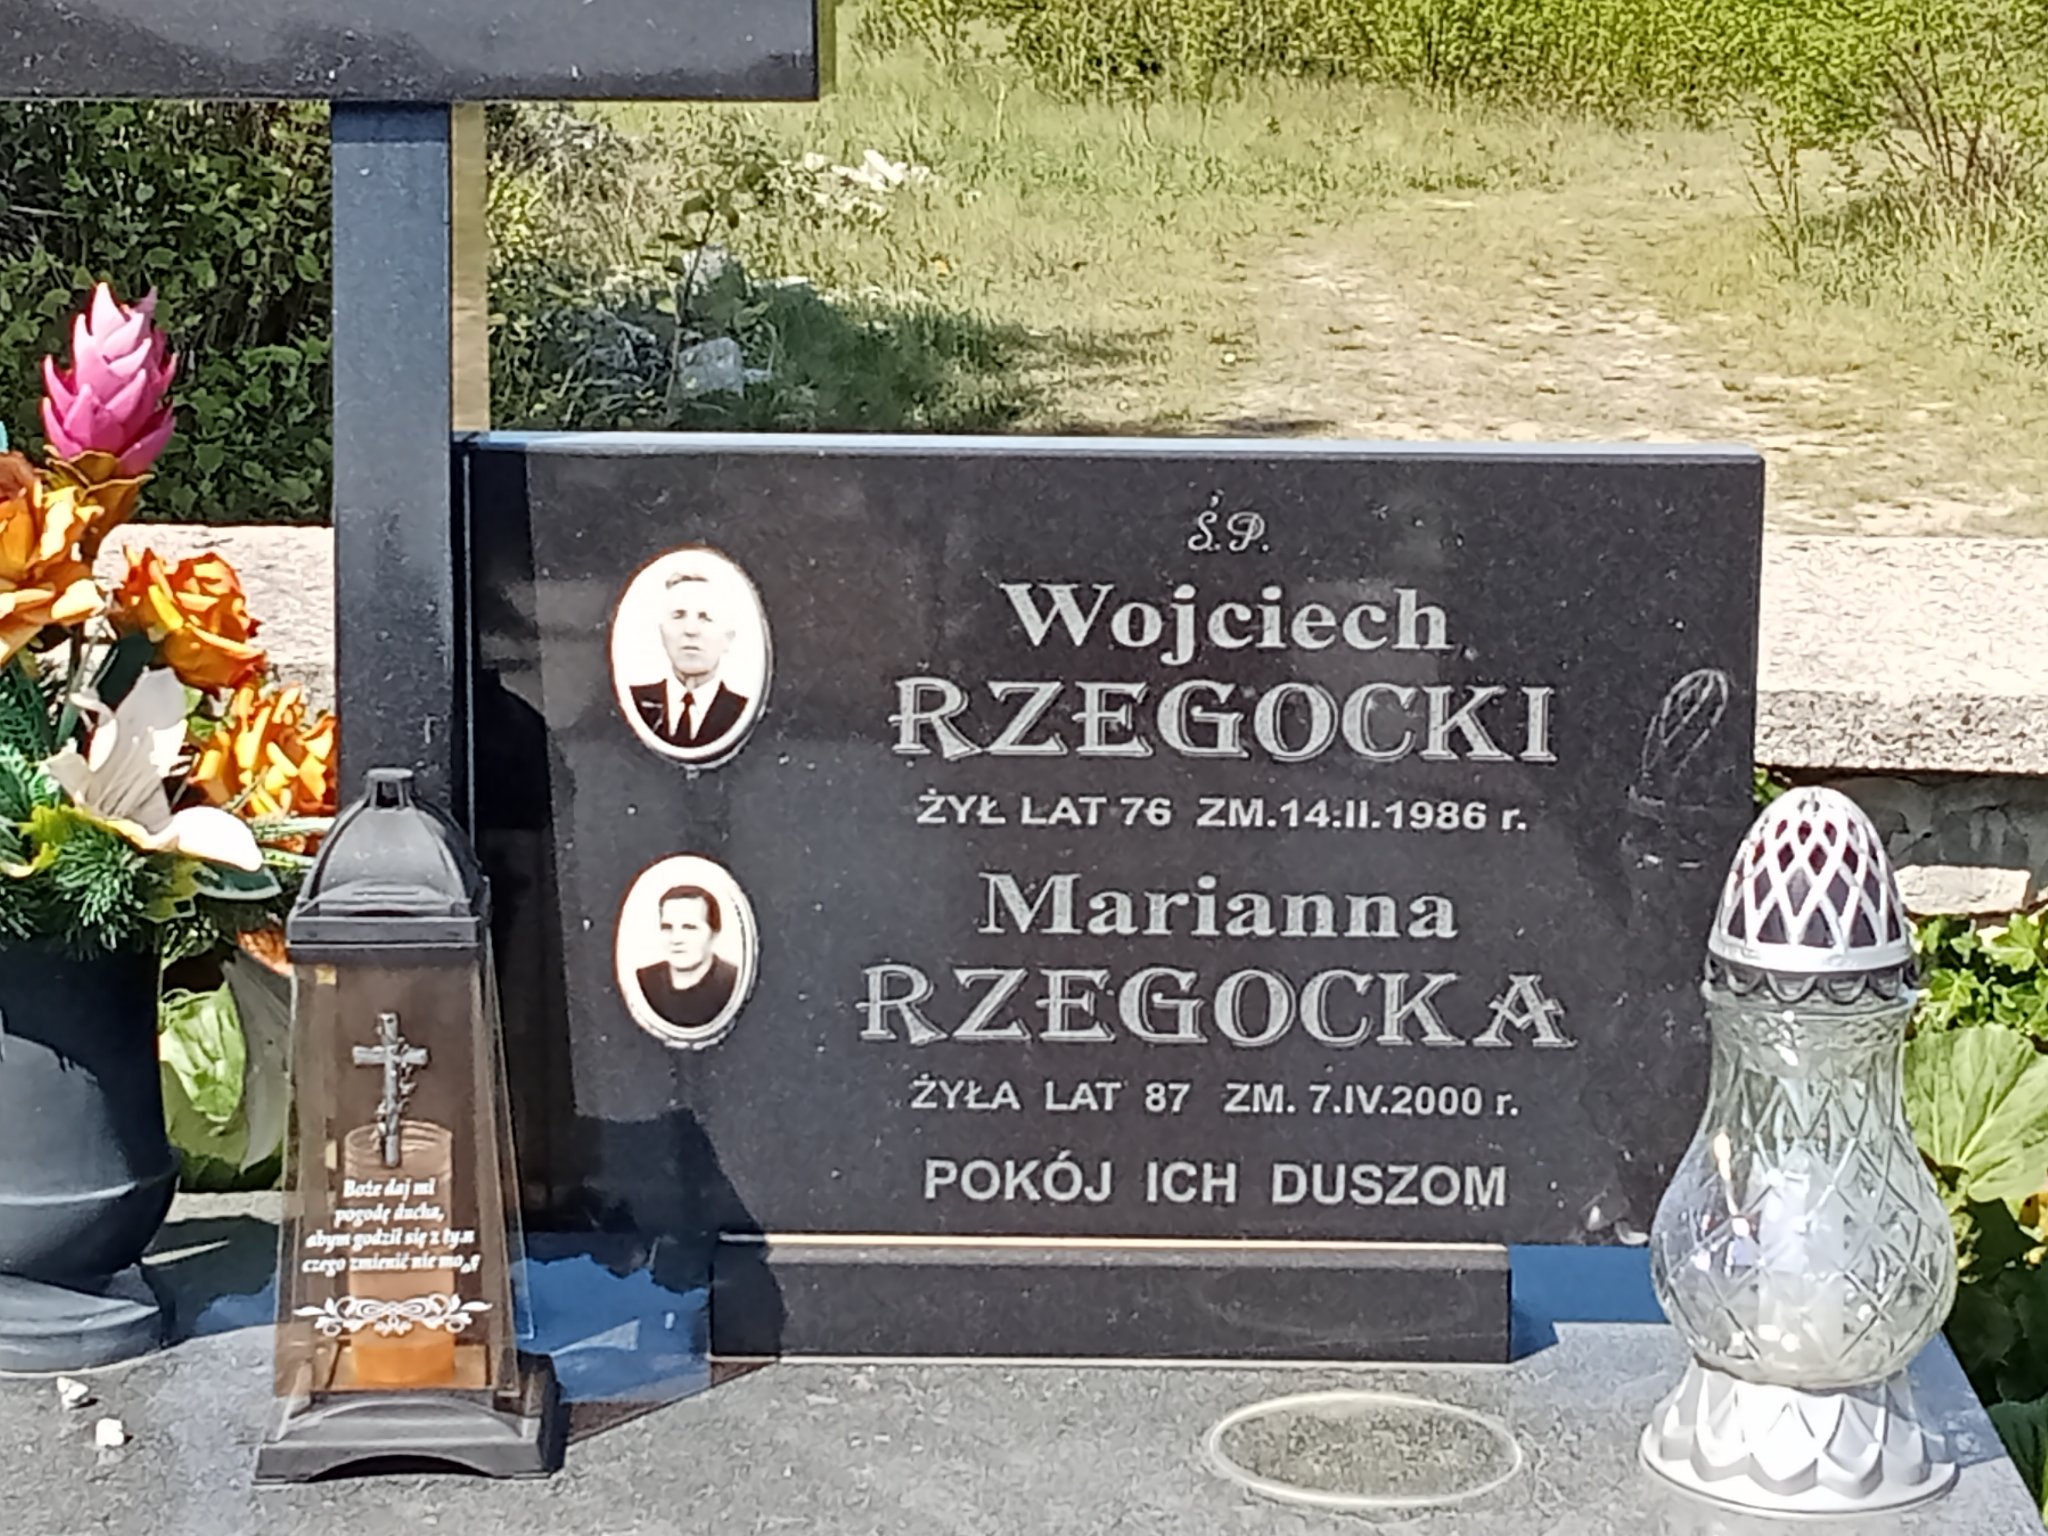 Ś.P.
Wojciech
RZEGOCKI
ŻYŁ LAT 76 ZM.14.II.1986 r.
Marianna
RZEGOCKA
ŻYŁA LAT 87 ZM. 7.IV.2000 r.
POKÓJ ICH DUSZOM
Boże daj mi
pogodę ducha,
abym godził się z tym
czego zmienić nie mogę